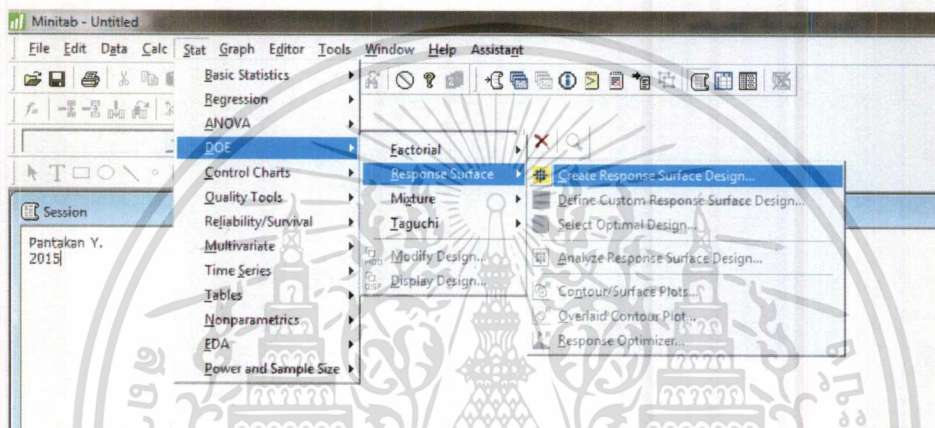 Minitab - Untitled
File Edit Data Calc Stat Graph Editor Tools Window Help Assistant
Basic Statistics
Regression
ANOVA
DOE
Control Charts
Quality Tools
Reliability/Survival
Multivariate
Time Series
Tables
Nonparametrics
EDA
Power and Sample Size
Factorial
Response Surface
Mixture
Taguchi
Modify Design...
Display Design...
Create Response Surface Design...
Define Custom Response Surface Design...
Select Optimal Design...
Analyze Response Surface Design...
Contour/Surface Plots...
Overlaid Contour Plot...
Response Optimizer...
Session
Pantakan Y.
2015